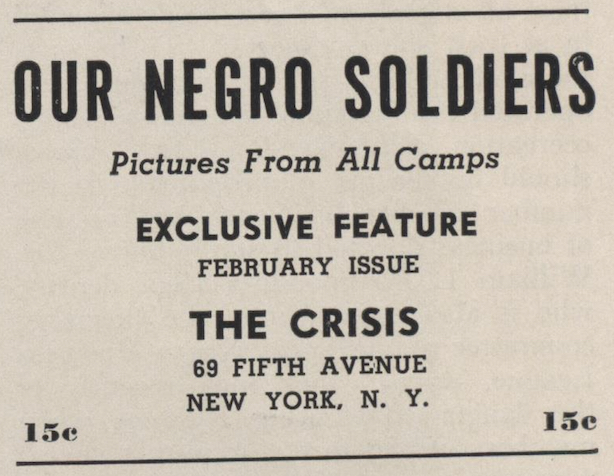 OUR NEGRO SOLDIERS
Pictures From All Camps
EXCLUSIVE FEATURE
FEBRUARY ISSUE
THE CRISIS
69 FIFTH AVENUE
NEW YORK, N. Y.
15c 15c